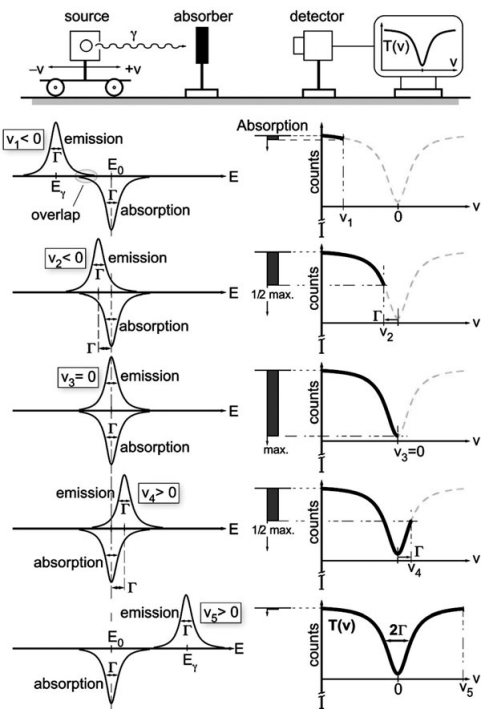 source
absorber
detector
γ
T(v)
v
–v
+v
v₁< 0
emission
Γ
E₀
E
Eγ
Γ
overlap
absorption
Absorption
counts
v₁
0
v
I
v₂< 0
emission
Γ
E
absorption
Γ
1/2 max.
counts
Γ
v₂
v
I
v₃= 0
emission
Γ
E
Γ
absorption
max.
counts
v₃=0
v
I
emission
v₄> 0
Γ
E
absorption
Γ
1/2 max.
counts
Γ
v₄
v
I
emission
v₅> 0
E₀
Γ
E
Eγ
Γ
absorption
T(v)
2Γ
counts
0
v₅
v
I